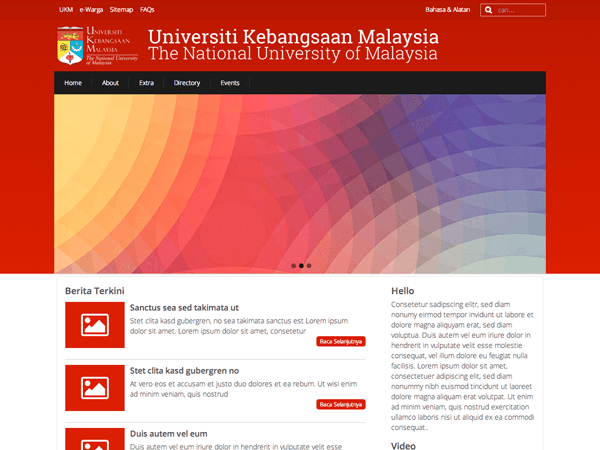 UKM e-Warga Sitemap FAQs Bahasa & Alatan cari...
UNIVERSITI
KEBANGSAAN
MALAYSIA
The National University
of Malaysia
Universiti Kebangsaan Malaysia
The National University of Malaysia
Home About Extra Directory Events
Berita Terkini
Sanctus sea sed takimata ut
Stet clita kasd gubergren, no sea takimata sanctus est Lorem ipsum
dolor sit amet. Lorem ipsum dolor sit amet, consetetur
Baca Selanjutnya
Stet clita kasd gubergren no
At vero eos et accusam et justo duo dolores et ea rebum. Ut wisi enim
ad minim veniam, quis nostrud
Baca Selanjutnya
Duis autem vel eum
Duis autem vel eum iriure dolor in hendrerit in vulputate velit esse
Hello
Consetetur sadipscing elitr, sed diam
nonumy eirmod tempor invidunt ut labore et
dolore magna aliquyam erat, sed diam
voluptua. Duis autem vel eum iriure dolor in
hendrerit in vulputate velit esse molestie
consequat, vel illum dolore eu feugiat nulla
facilisis. Lorem ipsum dolor sit amet,
consectetuer adipiscing elit, sed diam
nonummy nibh euismod tincidunt ut laoreet
dolore magna aliquam erat volutpat. Ut enim
ad minim veniam, quis nostrud exercitation
ullamco laboris nisi ut aliquid ex ea commodi
consequat..
Video